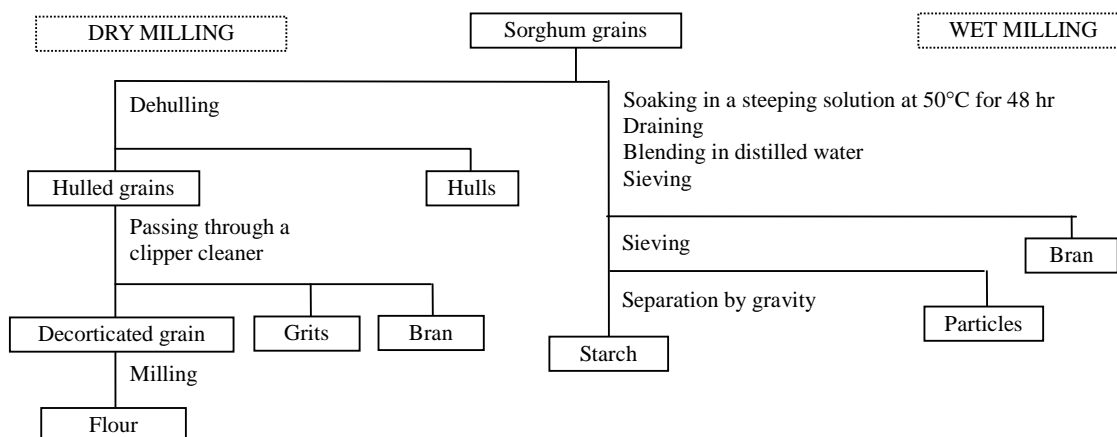 DRY MILLING
Sorghum grains
WET MILLING
Dehulling
Soaking in a steeping solution at 50°C for 48 hr
Draining
Blending in distilled water
Sieving
Hulled grains
Hulls
Passing through a
clipper cleaner
Sieving
Bran
Separation by gravity
Decorticated grain
Grits
Bran
Particles
Starch
Milling
Flour